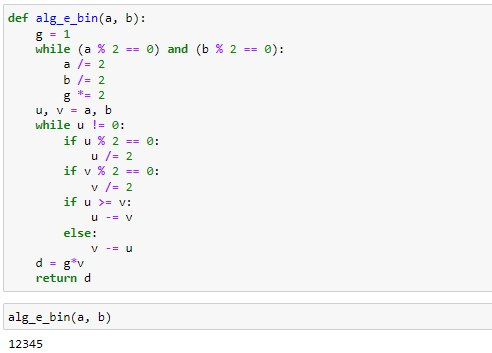 def alg_e_bin(a, b):
    g = 1
    while (a % 2 == 0) and (b % 2 == 0):
        a /= 2
        b /= 2
        g *= 2
    u, v = a, b
    while u != 0:
        if u % 2 == 0:
            u /= 2
        if v % 2 == 0:
            v /= 2
        if u >= v:
            u -= v
        else:
            v -= u
    d = g*v
    return d
alg_e_bin(a, b)
12345